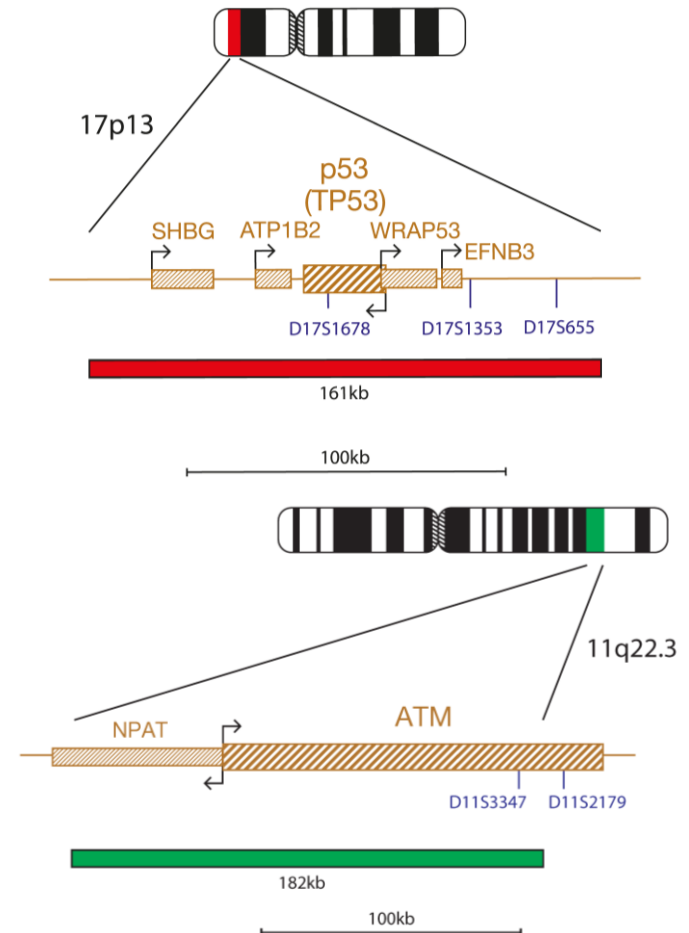 17p13
p53
(TP53)
SHBG ATP1B2 WRAP53
EFNB3
D17S1678 D17S1353 D17S655
161kb
100kb
11q22.3
NPAT ATM
D11S3347 D11S2179
182kb
100kb